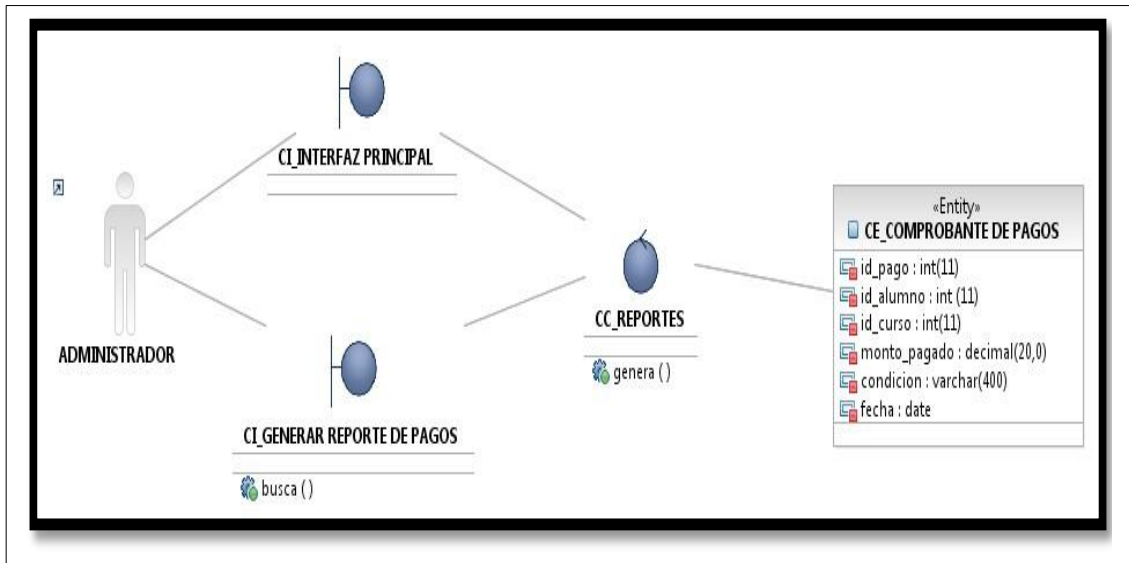 CI_INTERFAZ PRINCIPAL
ADMINISTRADOR
CI_GENERAR REPORTE DE PAGOS
busca ( )
CC_REPORTES
genera ( )
«Entity»
CE_COMPROBANTE DE PAGOS
id_pago : int(11)
id_alumno : int (11)
id_curso : int(11)
monto_pagado : decimal(20,0)
condicion : varchar(400)
fecha : date